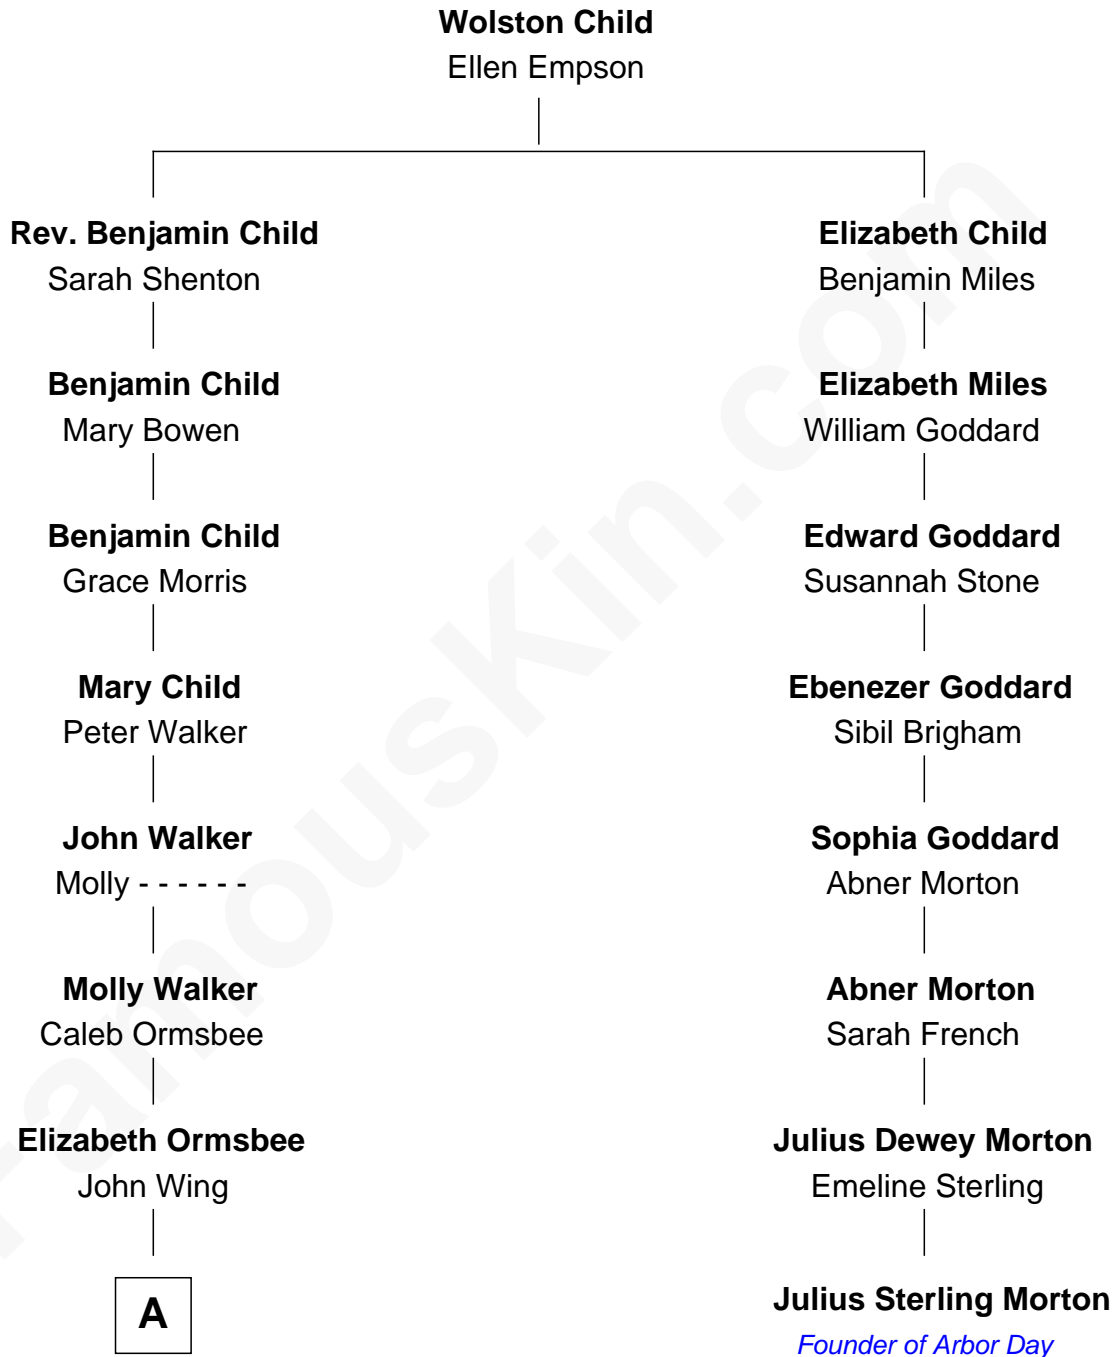 Wolston Child
Ellen Empson
Rev. Benjamin Child
Sarah Shenton
Elizabeth Child
Benjamin Miles
Benjamin Child
Mary Bowen
Elizabeth Miles
William Goddard
Benjamin Child
Grace Morris
Edward Goddard
Susannah Stone
Mary Child
Peter Walker
Ebenezer Goddard
Sibil Brigham
John Walker
Molly - - - - - -
Sophia Goddard
Abner Morton
Molly Walker
Caleb Ormsbee
Abner Morton
Sarah French
Elizabeth Ormsbee
John Wing
Julius Dewey Morton
Emeline Sterling
A
Julius Sterling Morton
Founder of Arbor Day
FamousKin.com